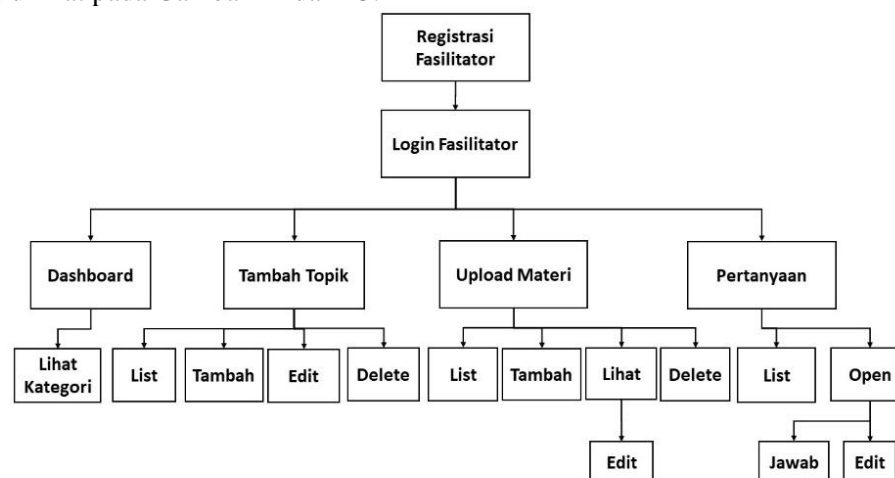 Registrasi
Fasilitator
Login Fasilitator
Dashboard
Tambah Topik
Upload Materi
Pertanyaan
Lihat
Kategori
List
Tambah
Edit
Delete
List
Tambah
Lihat
Delete
List
Open
Edit
Jawab
Edit